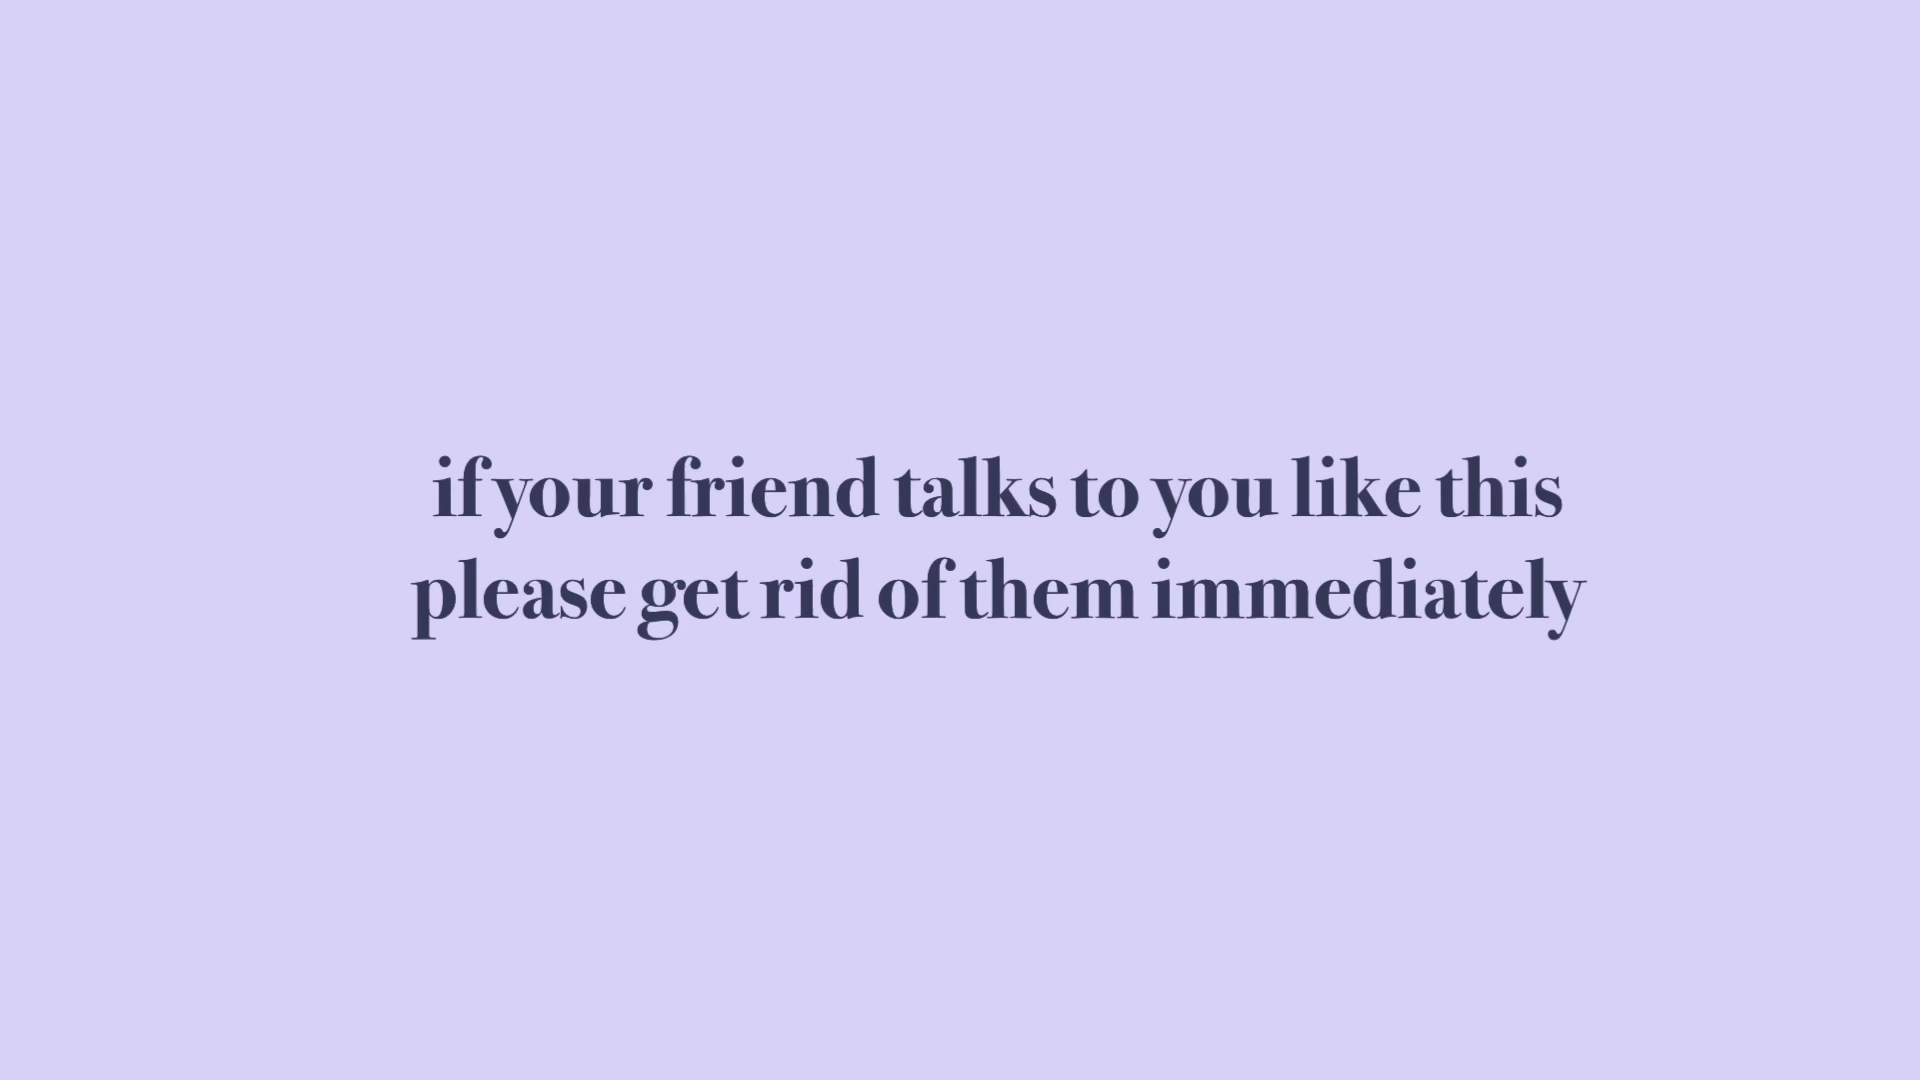 if your friend talks to you like this
please get rid of them immediately